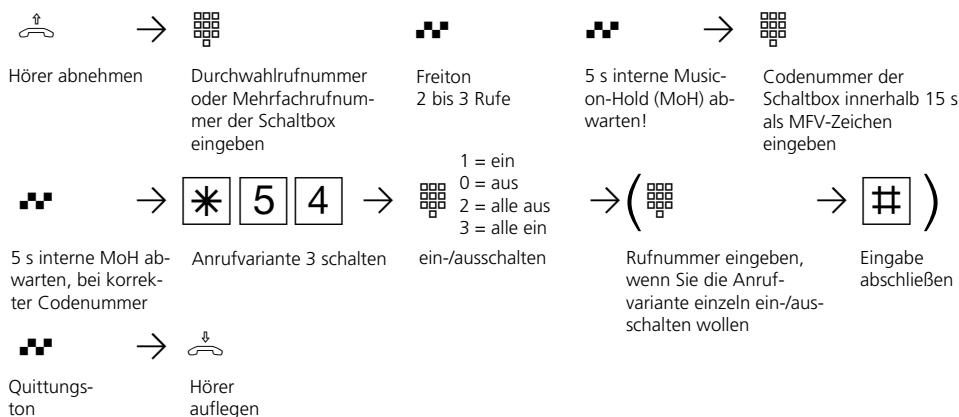 Hörer abnehmen
Durchwahlrufnummer
oder Mehrfachrufnum-
mer der Schaltbox
eingeben
Freiton
2 bis 3 Rufe
5 s interne Music-
on-Hold (MoH) ab-
warten!
Codenummer der
Schaltbox innerhalb 15 s
als MFV-Zeichen
eingeben
* 5 4
1 = ein
0 = aus
2 = alle aus
3 = alle ein
( # )
5 s interne MoH ab-
warten, bei korrek-
ter Codenummer
Anrufvariante 3 schalten
ein-/ausschalten
Rufnummer eingeben,
wenn Sie die Anruf-
variante einzeln ein-/aus-
schalten wollen
Eingabe
abschließen
Quittungs-
ton
Hörer
auflegen